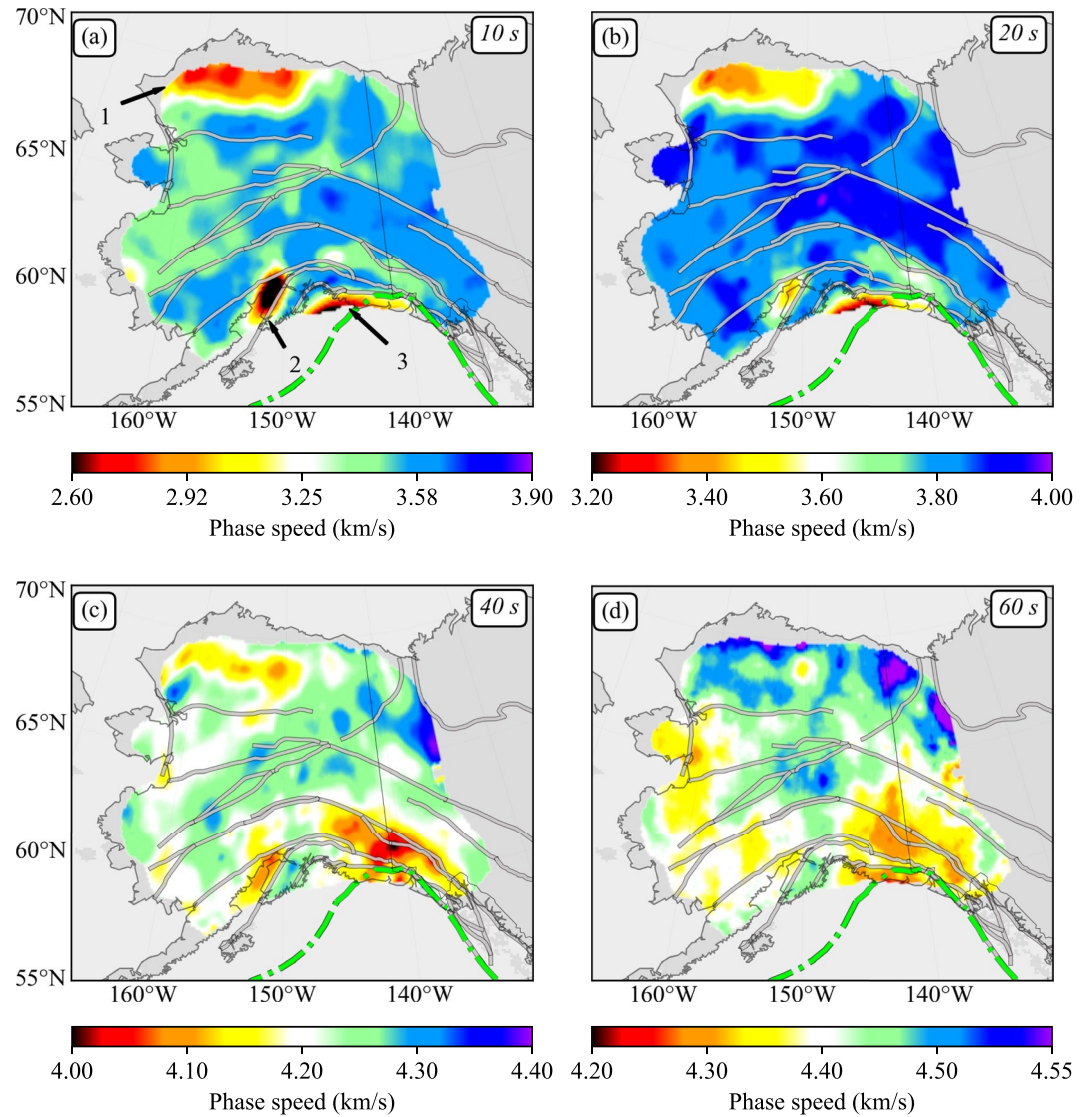 70°N
(a)
10 s
(b)
20 s
1
65°N
60°N
2
3
55°N
160°W 150°W 140°W
160°W 150°W 140°W
2.60 2.92 3.25 3.58 3.90
3.20 3.40 3.60 3.80 4.00
Phase speed (km/s)
Phase speed (km/s)
70°N
(c)
40 s
(d)
60 s
65°N
60°N
55°N
160°W 150°W 140°W
160°W 150°W 140°W
4.00 4.10 4.20 4.30 4.40
4.20 4.30 4.40 4.50 4.55
Phase speed (km/s)
Phase speed (km/s)